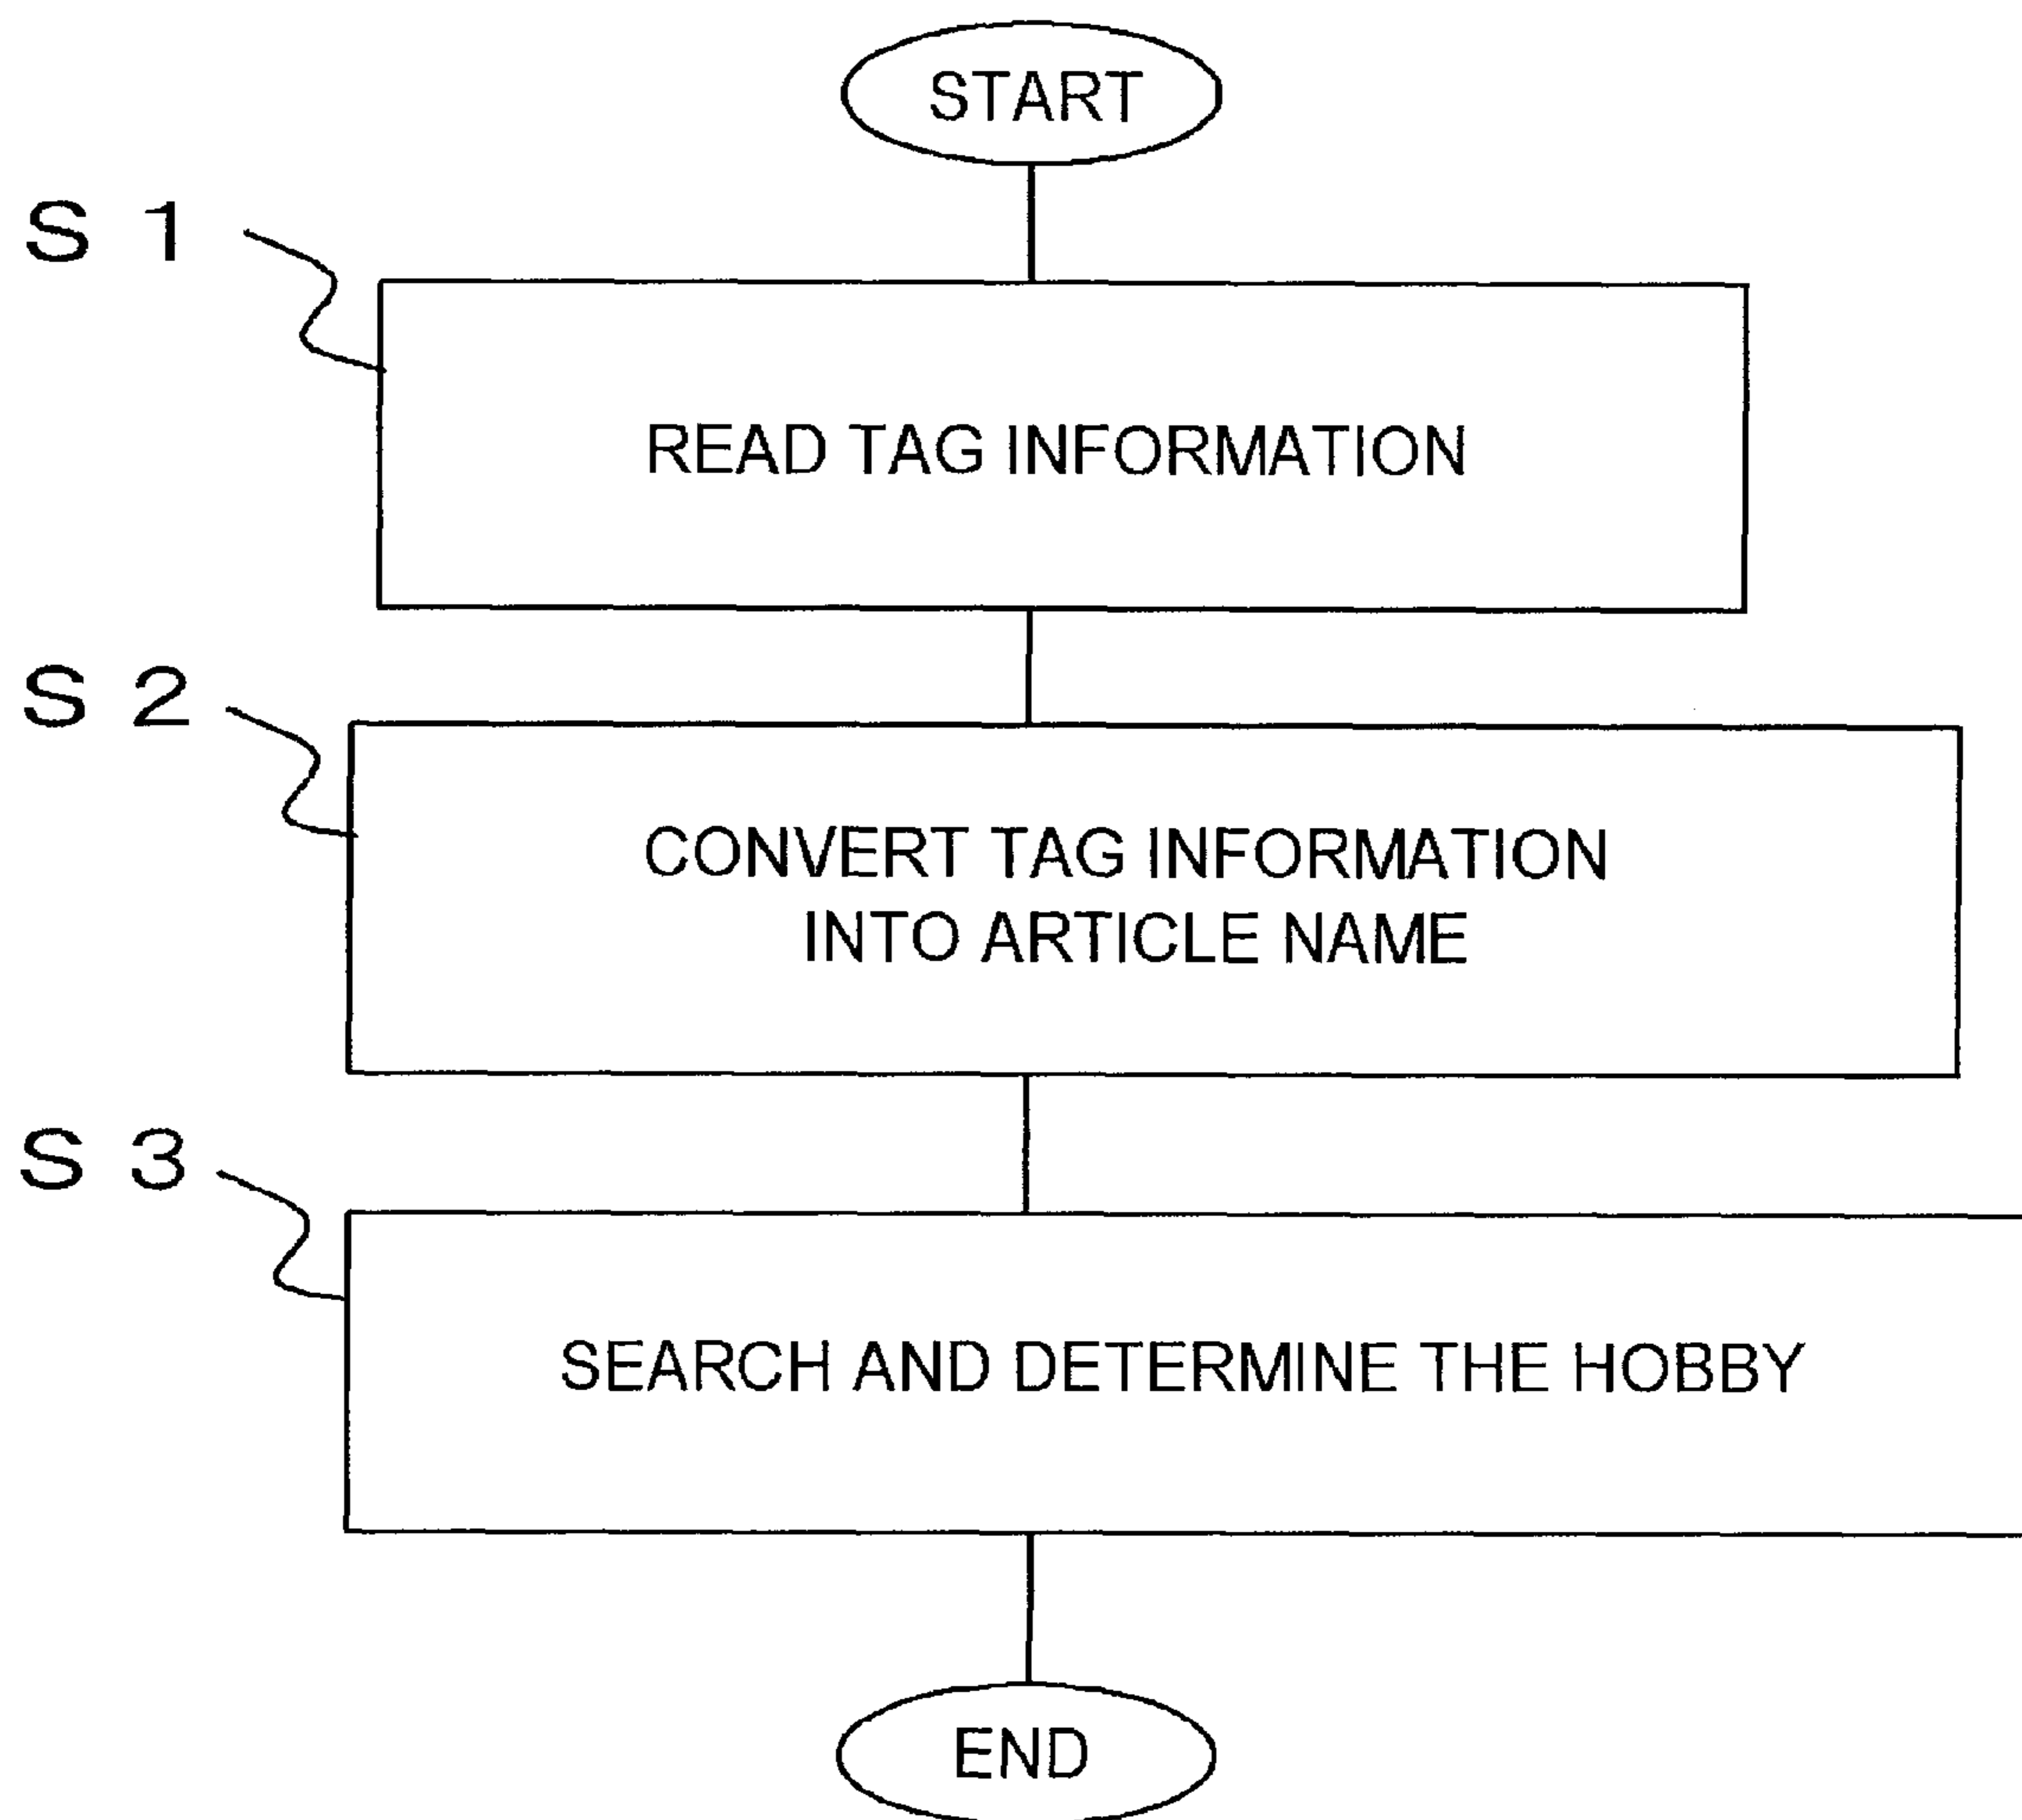 START
S 1
READ TAG INFORMATION
S 2
CONVERT TAG INFORMATION
INTO ARTICLE NAME
S 3
SEARCH AND DETERMINE THE HOBBY
END